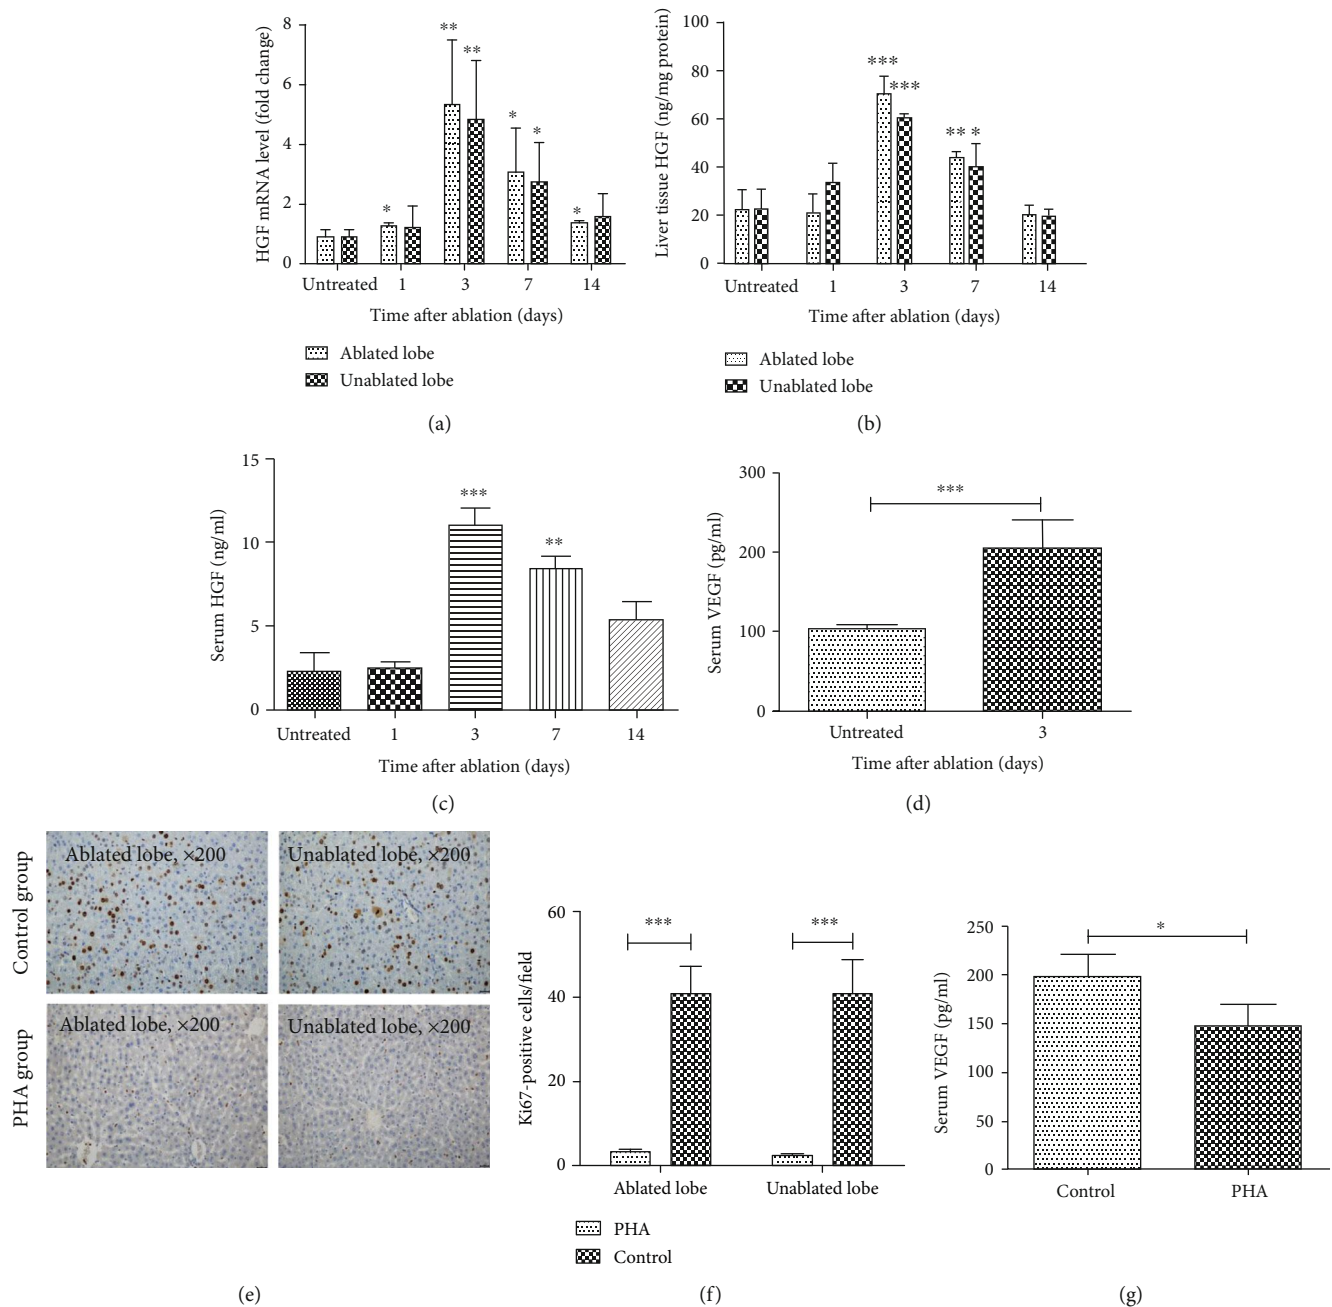 HGF mRNA level (fold change)
8
6
4
2
0
**
**
*
*
*
*
Untreated 1 3 7 14
Time after ablation (days)
Ablated lobe
Unablated lobe
(a)
Liver tissue HGF (ng/mg protein)
100
80
60
40
20
0
***
***
** *
Untreated 1 3 7 14
Time after ablation (days)
Ablated lobe
Unablated lobe
(b)
Serum HGF (ng/ml)
15
10
5
0
***
**
Untreated 1 3 7 14
Time after ablation (days)
(c)
Serum VEGF (pg/ml)
300
200
100
0
***
Untreated 3
Time after ablation (days)
(d)
Control group
Ablated lobe, ×200
Unablated lobe, ×200
PHA group
Ablated lobe, ×200
Unablated lobe, ×200
(e)
Ki67-positive cells/field
60
40
20
0
*** ***
Ablated lobe Unablated lobe
PHA
Control
(f)
Serum VEGF (pg/ml)
250
200
150
100
50
0
*
Control PHA
(g)